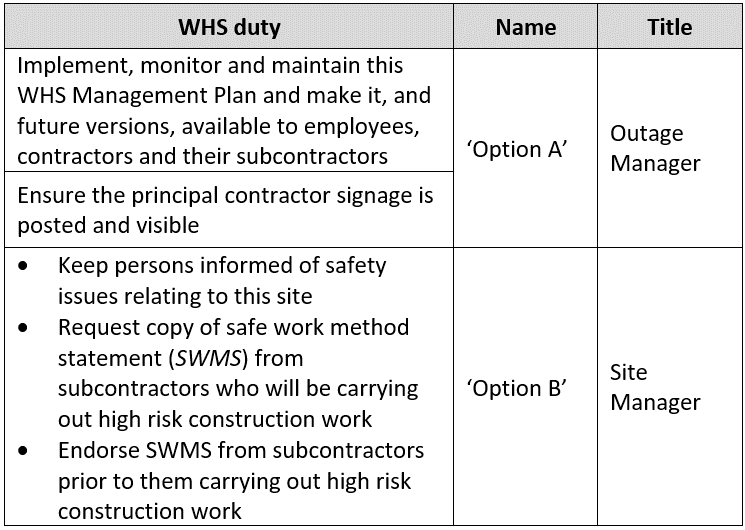 WHS duty Name Title
Implement, monitor and maintain this
WHS Management Plan and make it, and
future versions, available to employees,
contractors and their subcontractors
Ensure the principal contractor signage is
posted and visible
‘Option A’
Outage
Manager
• Keep persons informed of safety
issues relating to this site
• Request copy of safe work method
statement (SWMS) from
subcontractors who will be carrying
out high risk construction work
• Endorse SWMS from subcontractors
prior to them carrying out high risk
construction work
‘Option B’
Site
Manager